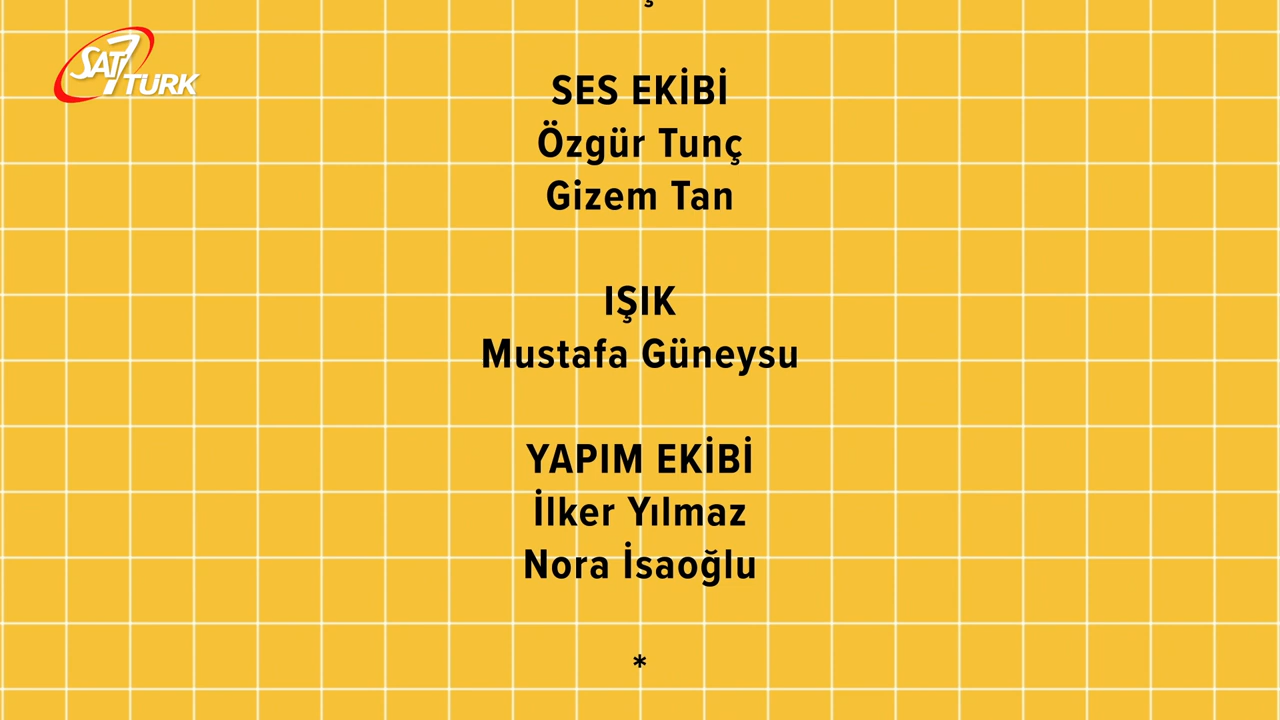 SAT7
TÜRK
SES EKİBİ
Özgür Tunç
Gizem Tan
IŞIK
Mustafa Güneysu
YAPIM EKİBİ
İlker Yılmaz
Nora İsaoğlu
*